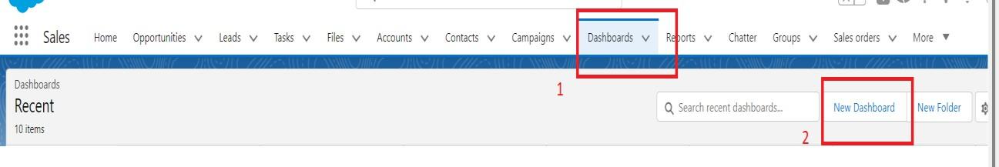 Sales Home Opportunities Leads Tasks Files Accounts Contacts Campaigns Dashboards Reports Chatter Groups Sales orders More
1
Dashboards
Recent
10 items
Search recent dashboards... New Dashboard New Folder
2